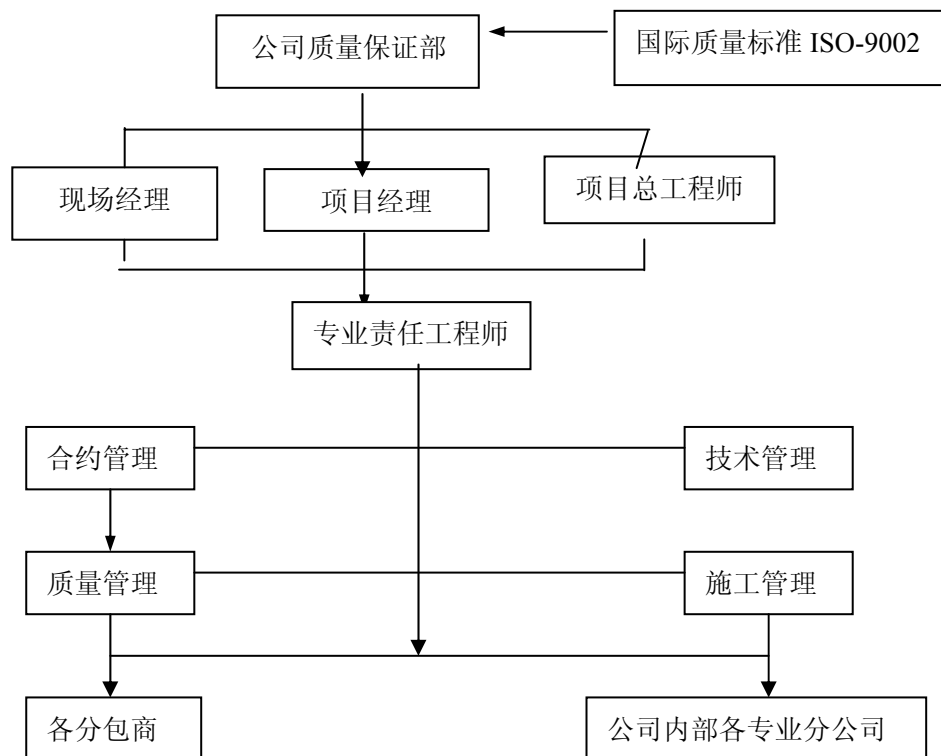 公司质量保证部
国际质量标准 ISO-9002
现场经理
项目经理
项目总工程师
专业责任工程师
合约管理
技术管理
质量管理
施工管理
各分包商
公司内部各专业分公司